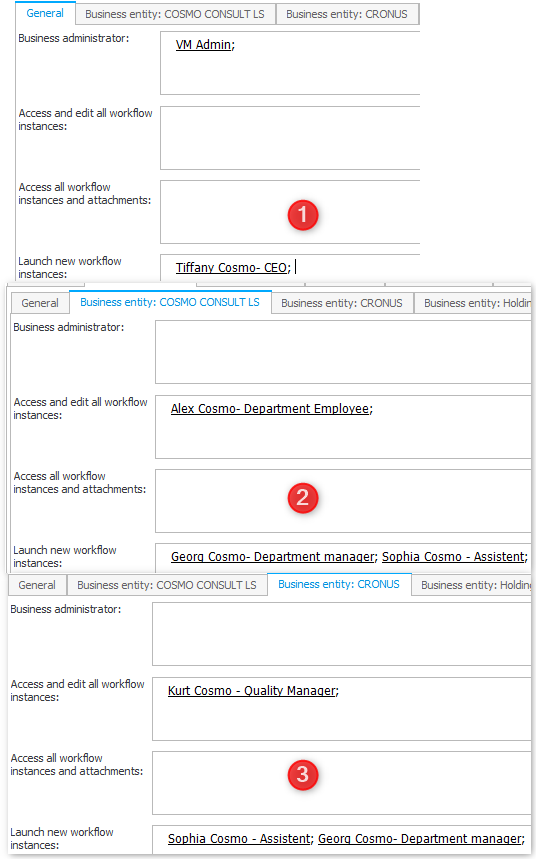 General Business entity: COSMO CONSULT LS Business entity: CRONUS
Business administrator:
VM Admin;
Access and edit all workflow
instances:
Access all workflow
instances and attachments:
1
Launch new workflow
instances:
Tiffany Cosmo- CEO;
General Business entity: COSMO CONSULT LS Business entity: CRONUS Business entity: Holdin
Business administrator:
Access and edit all workflow
instances:
Alex Cosmo- Department Employee;
Access all workflow
instances and attachments:
2
Launch new workflow
instances:
Georg Cosmo- Department manager; Sophia Cosmo - Assistent;
General Business entity: COSMO CONSULT LS Business entity: CRONUS Business entity: Holdin
Business administrator:
Access and edit all workflow
instances:
Kurt Cosmo - Quality Manager;
Access all workflow
instances and attachments:
3
Launch new workflow
instances:
Sophia Cosmo - Assistent; Georg Cosmo- Department manager;